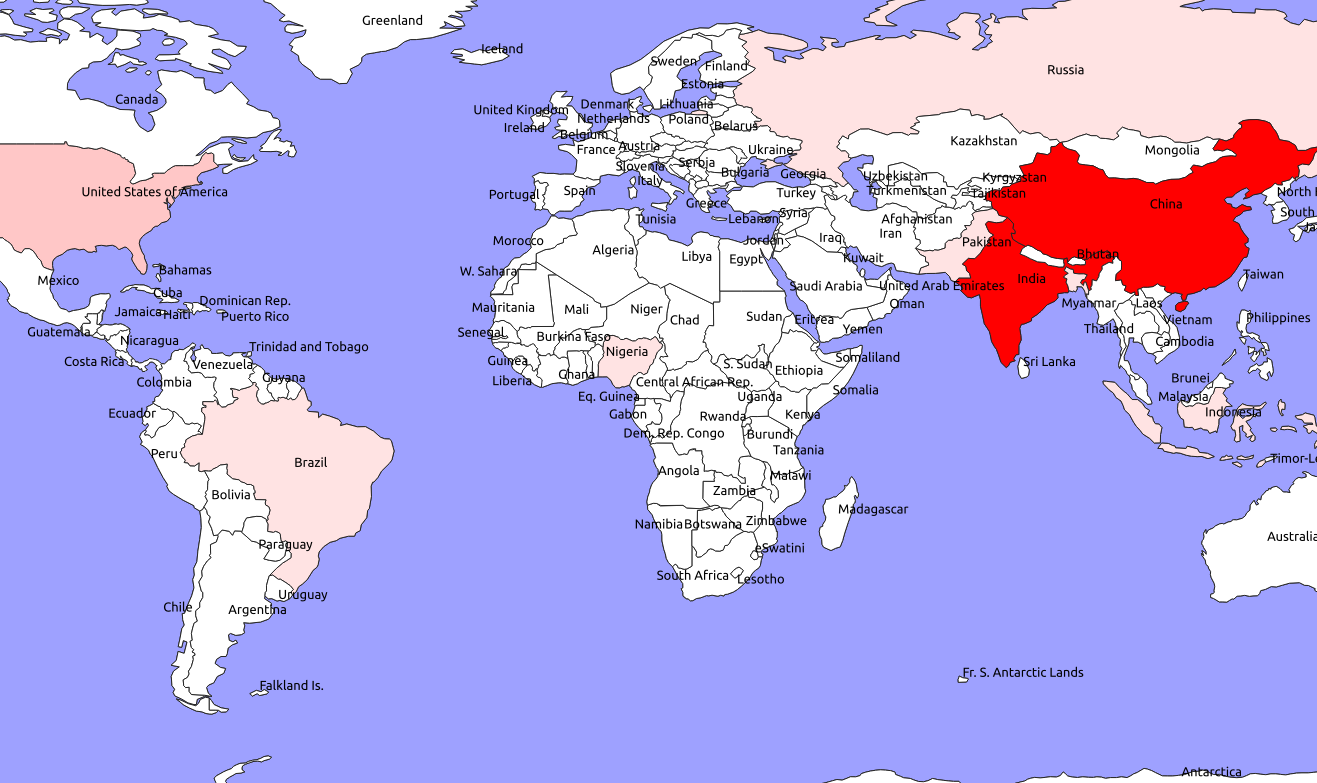 Greenland
Iceland
Sweden
Finland
Russia
Estonia
Canada
Denmark
Lithuania
United Kingdom
Netherlands
Poland
Ireland
Belarus
Belgium
France
Austria
Ukraine
Kazakhstan
Mongolia
Slovenia
Serbia
Bulgaria
Georgia
Uzbekistan
Kyrgyzstan
Italy
United States of America
Portugal
Spain
Turkey
Turkmenistan
Tajikistan
North
China
Greece
Tunisia
Lebanon
Syria
Afghanistan
South
Morocco
Algeria
Jordan
Iraq
Iran
Pakistan
Libya
Egypt
Kuwait
Bhutan
Bahamas
W. Sahara
Mexico
Saudi Arabia
United Arab Emirates
India
Taiwan
Cuba
Dominican Rep.
Oman
Myanmar
Laos
Jamaica
Haiti
Puerto Rico
Mauritania
Mali
Niger
Chad
Sudan
Eritrea
Yemen
Thailand
Vietnam
Philippines
Guatemala
Nicaragua
Senegal
Burkina Faso
Cambodia
Trinidad and Tobago
Nigeria
Somaliland
Costa Rica
Venezuela
Guinea
S. Sudan
Ethiopia
Sri Lanka
Colombia
Guyana
Liberia
Ghana
Central African Rep.
Somalia
Brunei
Eq. Guinea
Uganda
Malaysia
Ecuador
Gabon
Rwanda
Kenya
Indonesia
Dem. Rep. Congo
Burundi
Peru
Brazil
Tanzania
Timor-Le
Angola
Malawi
Bolivia
Zambia
Madagascar
Namibia
Botswana
Zimbabwe
Australia
Paraguay
eSwatini
South Africa
Lesotho
Uruguay
Chile
Argentina
Fr. S. Antarctic Lands
Falkland Is.
Antarctica